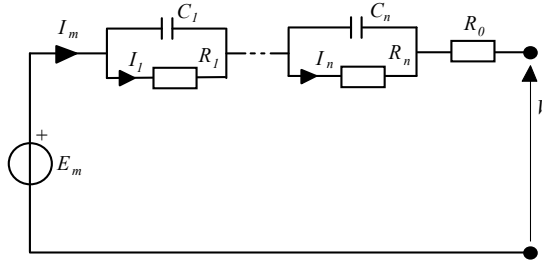 I_m
C_1
I_1
R_1
C_n
I_n
R_n
R_0
+
E_m